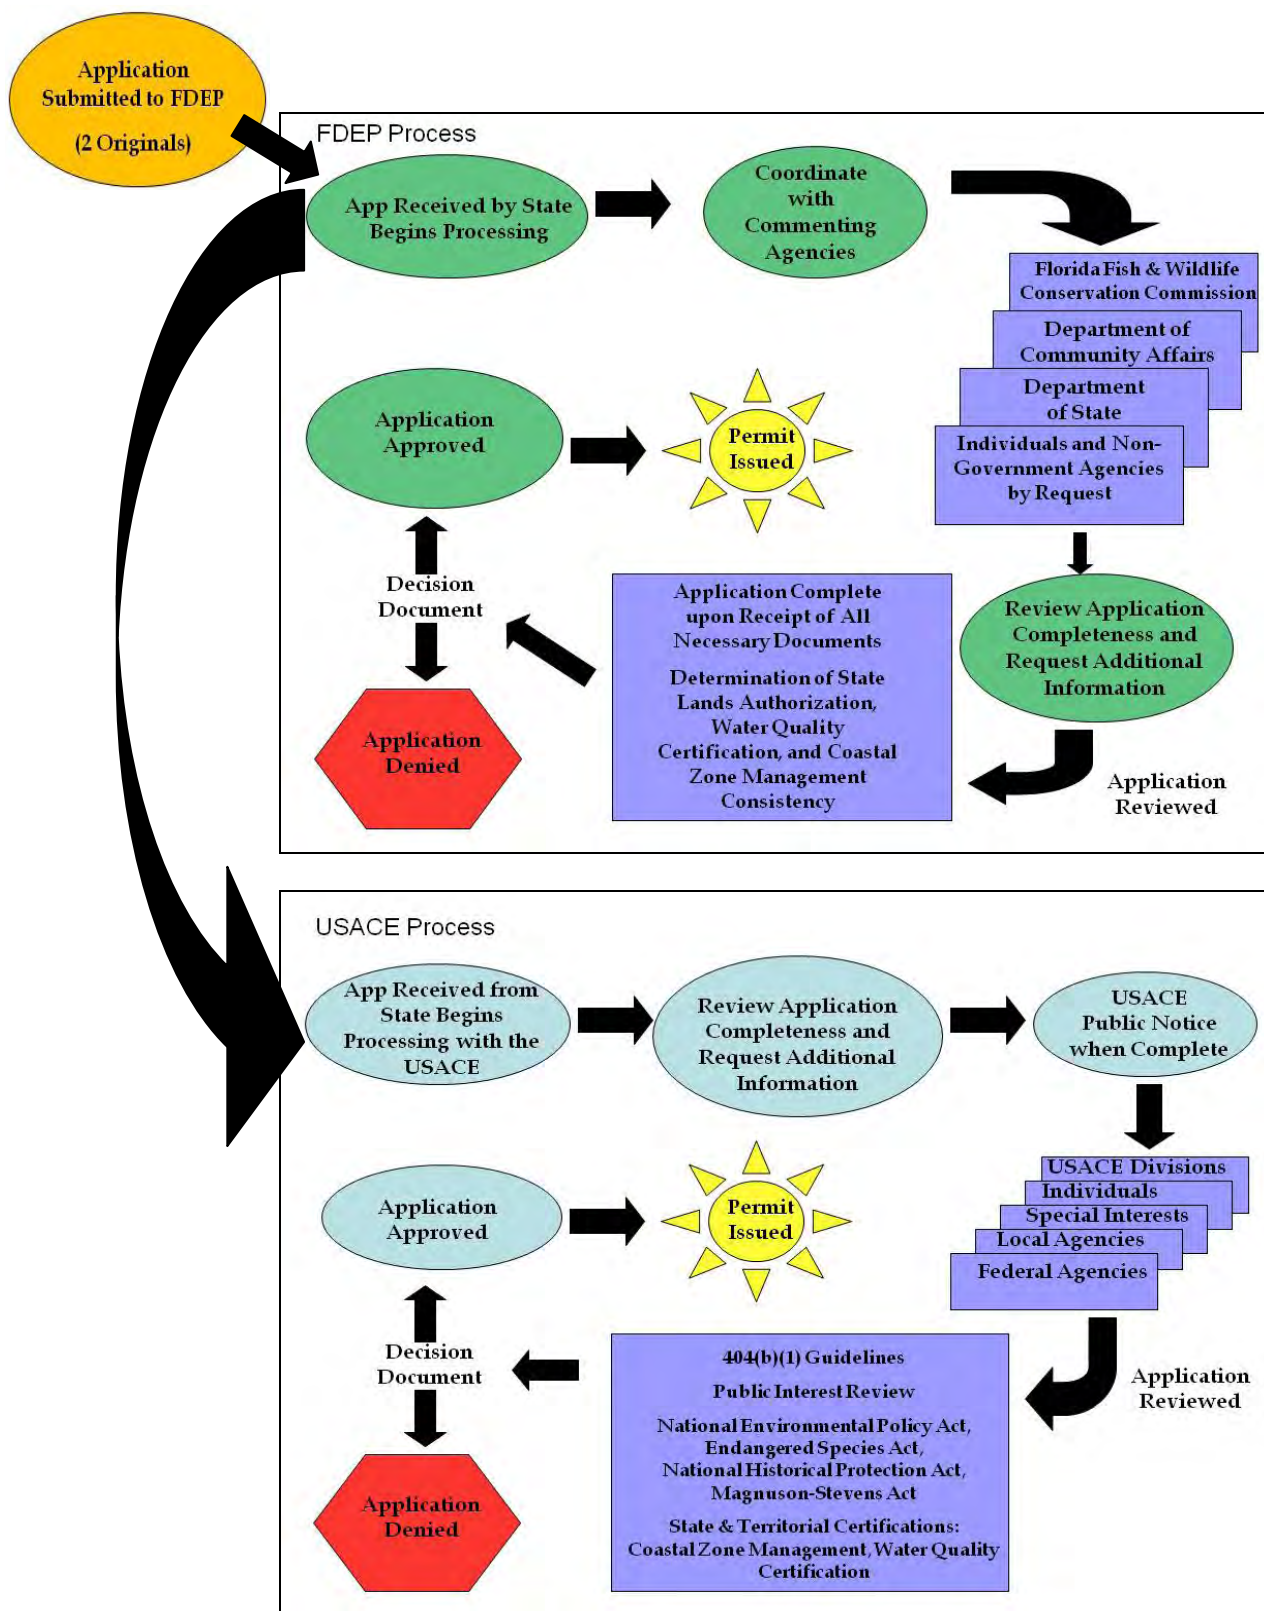 Application
Submitted to FDEP
(2 Originals)
FDEP Process
App Received by State
Begins Processing
Coordinate
with
Commenting
Agencies
Florida Fish & Wildlife
Conservation Commission
Department of
Community Affairs
Department
of State
Individuals and Non-
Government Agencies
by Request
Application
Approved
Permit
Issued
Decision
Document
Application Complete
upon Receipt of All
Necessary Documents
Determination of State
Lands Authorization,
Water Quality
Certification, and Coastal
Zone Management
Consistency
Review Application
Completeness and
Request Additional
Information
Application
Denied
Application
Reviewed
USACE Process
App Received from
State Begins
Processing with the
USACE
Review Application
Completeness and
Request Additional
Information
USACE
Public Notice
when Complete
USACE Divisions
Individuals
Special Interests
Local Agencies
Federal Agencies
Application
Approved
Permit
Issued
Decision
Document
404(b)(1) Guidelines
Public Interest Review
National Environmental Policy Act,
Endangered Species Act,
National Historical Protection Act,
Magnuson-Stevens Act
State & Territorial Certifications:
Coastal Zone Management, Water Quality
Certification
Application
Reviewed
Application
Denied